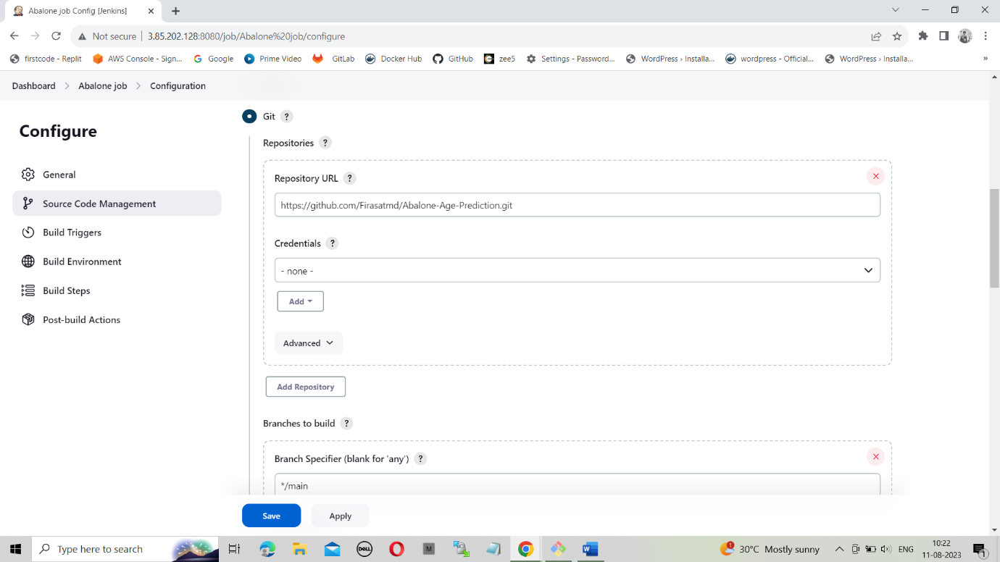 Abalone job Config [Jenkins]
Not secure 3.85.202.128:8080/job/Abalone%20job/configure
firstcode - Replit AWS Console - Sign... Google Prime Video GitLab Docker Hub GitHub zee5 Settings - Password... WordPress › Installa... wordpress - Official... WordPress › Installa... »
Dashboard Abalone job Configuration
Configure
General
Source Code Management
Build Triggers
Build Environment
Build Steps
Post-build Actions
Git ?
Repositories ?
Repository URL ?
https://github.com/Firasatmd/Abalone-Age-Prediction.git
Credentials ?
- none -
Add
Advanced
Add Repository
Branches to build ?
Branch Specifier (blank for 'any') ?
*/main
Save Apply
Type here to search
DELL
M
W
1
30°C Mostly sunny
ENG
10:22
11-08-2023
1